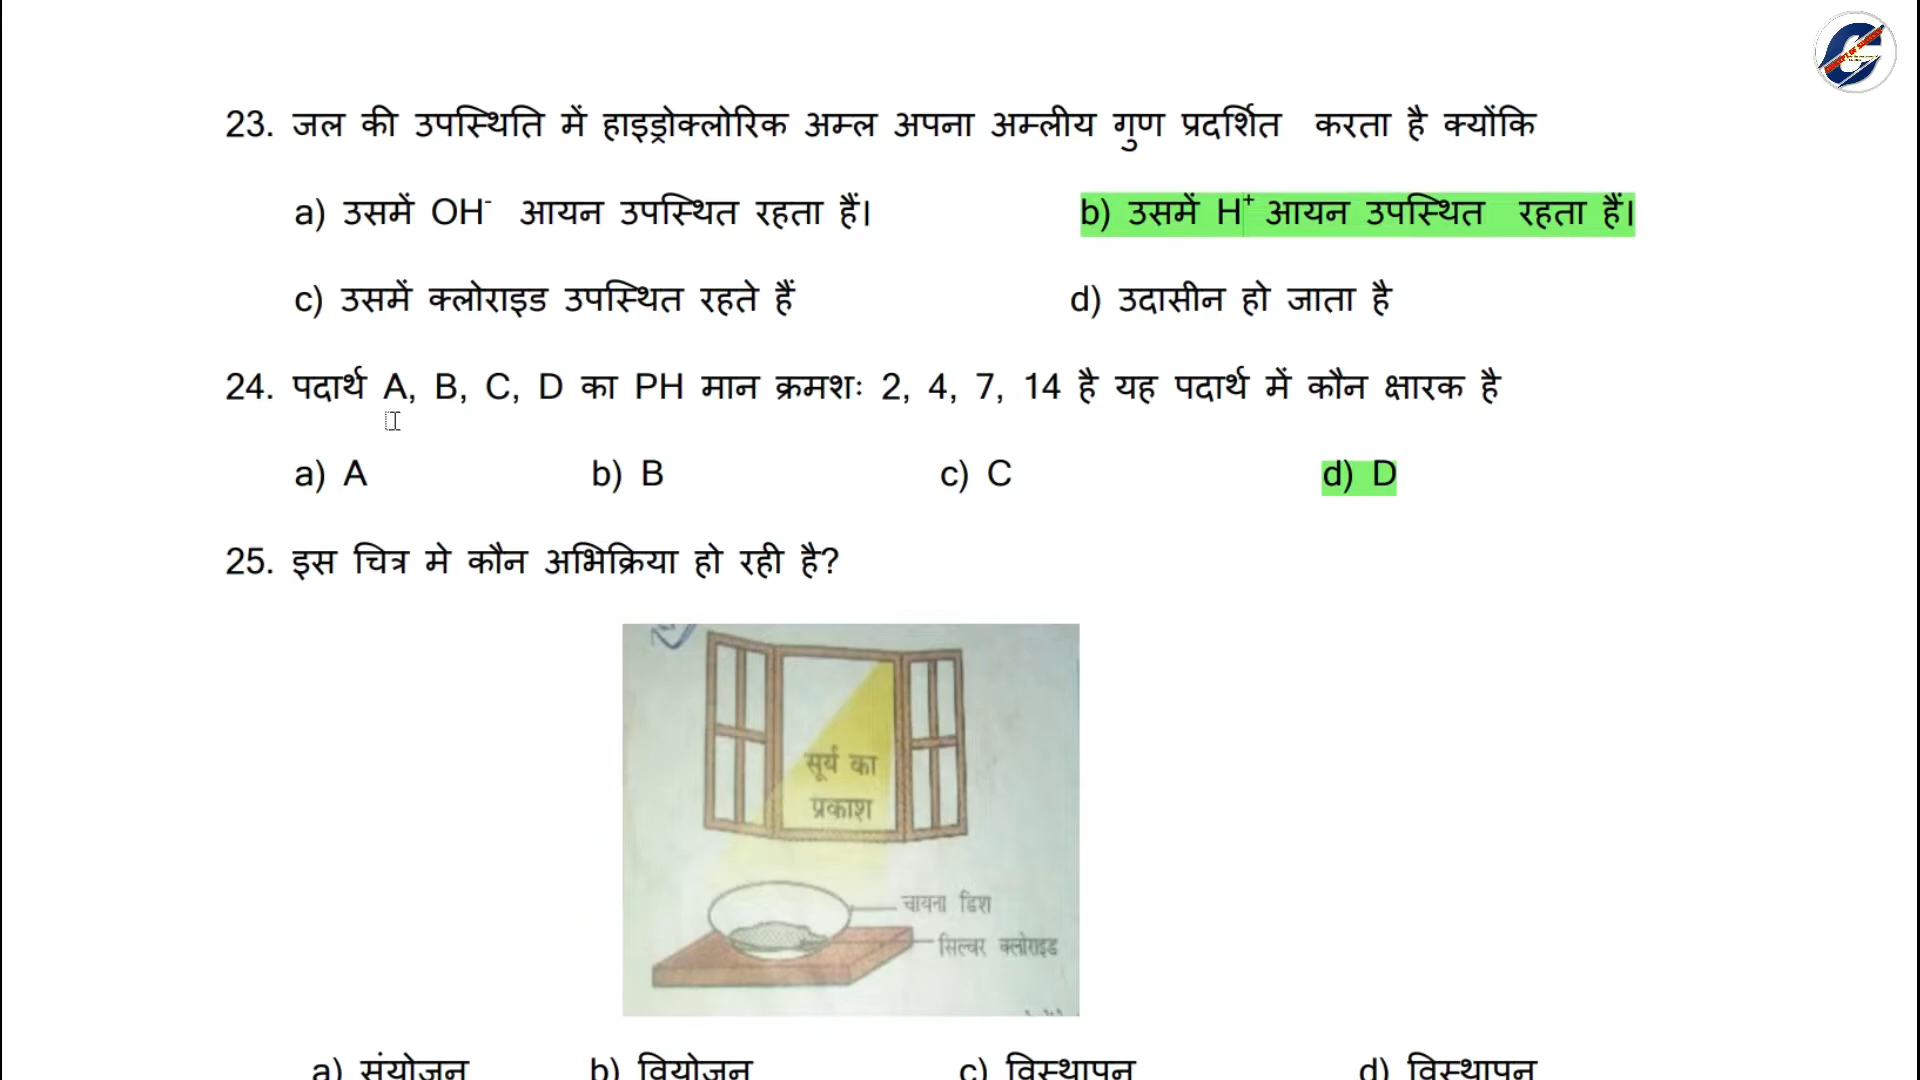 23. जल की उपस्थिति में हाइड्रोक्लोरिक अम्ल अपना अम्लीय गुण प्रदर्शित करता है क्योंकि
a) उसमें OH⁻ आयन उपस्थित रहता हैं। b) उसमें H⁺ आयन उपस्थित रहता हैं।
c) उसमें क्लोराइड उपस्थित रहते हैं d) उदासीन हो जाता है
24. पदार्थ A, B, C, D का PH मान क्रमशः 2, 4, 7, 14 है यह पदार्थ में कौन क्षारक है
a) A b) B c) C d) D
25. इस चित्र मे कौन अभिक्रिया हो रही है?
सूर्य का
प्रकाश
चायना डिश
सिल्वर क्लोराइड
a) संयोजन b) वियोजन c) विस्थापन d) विस्थापन